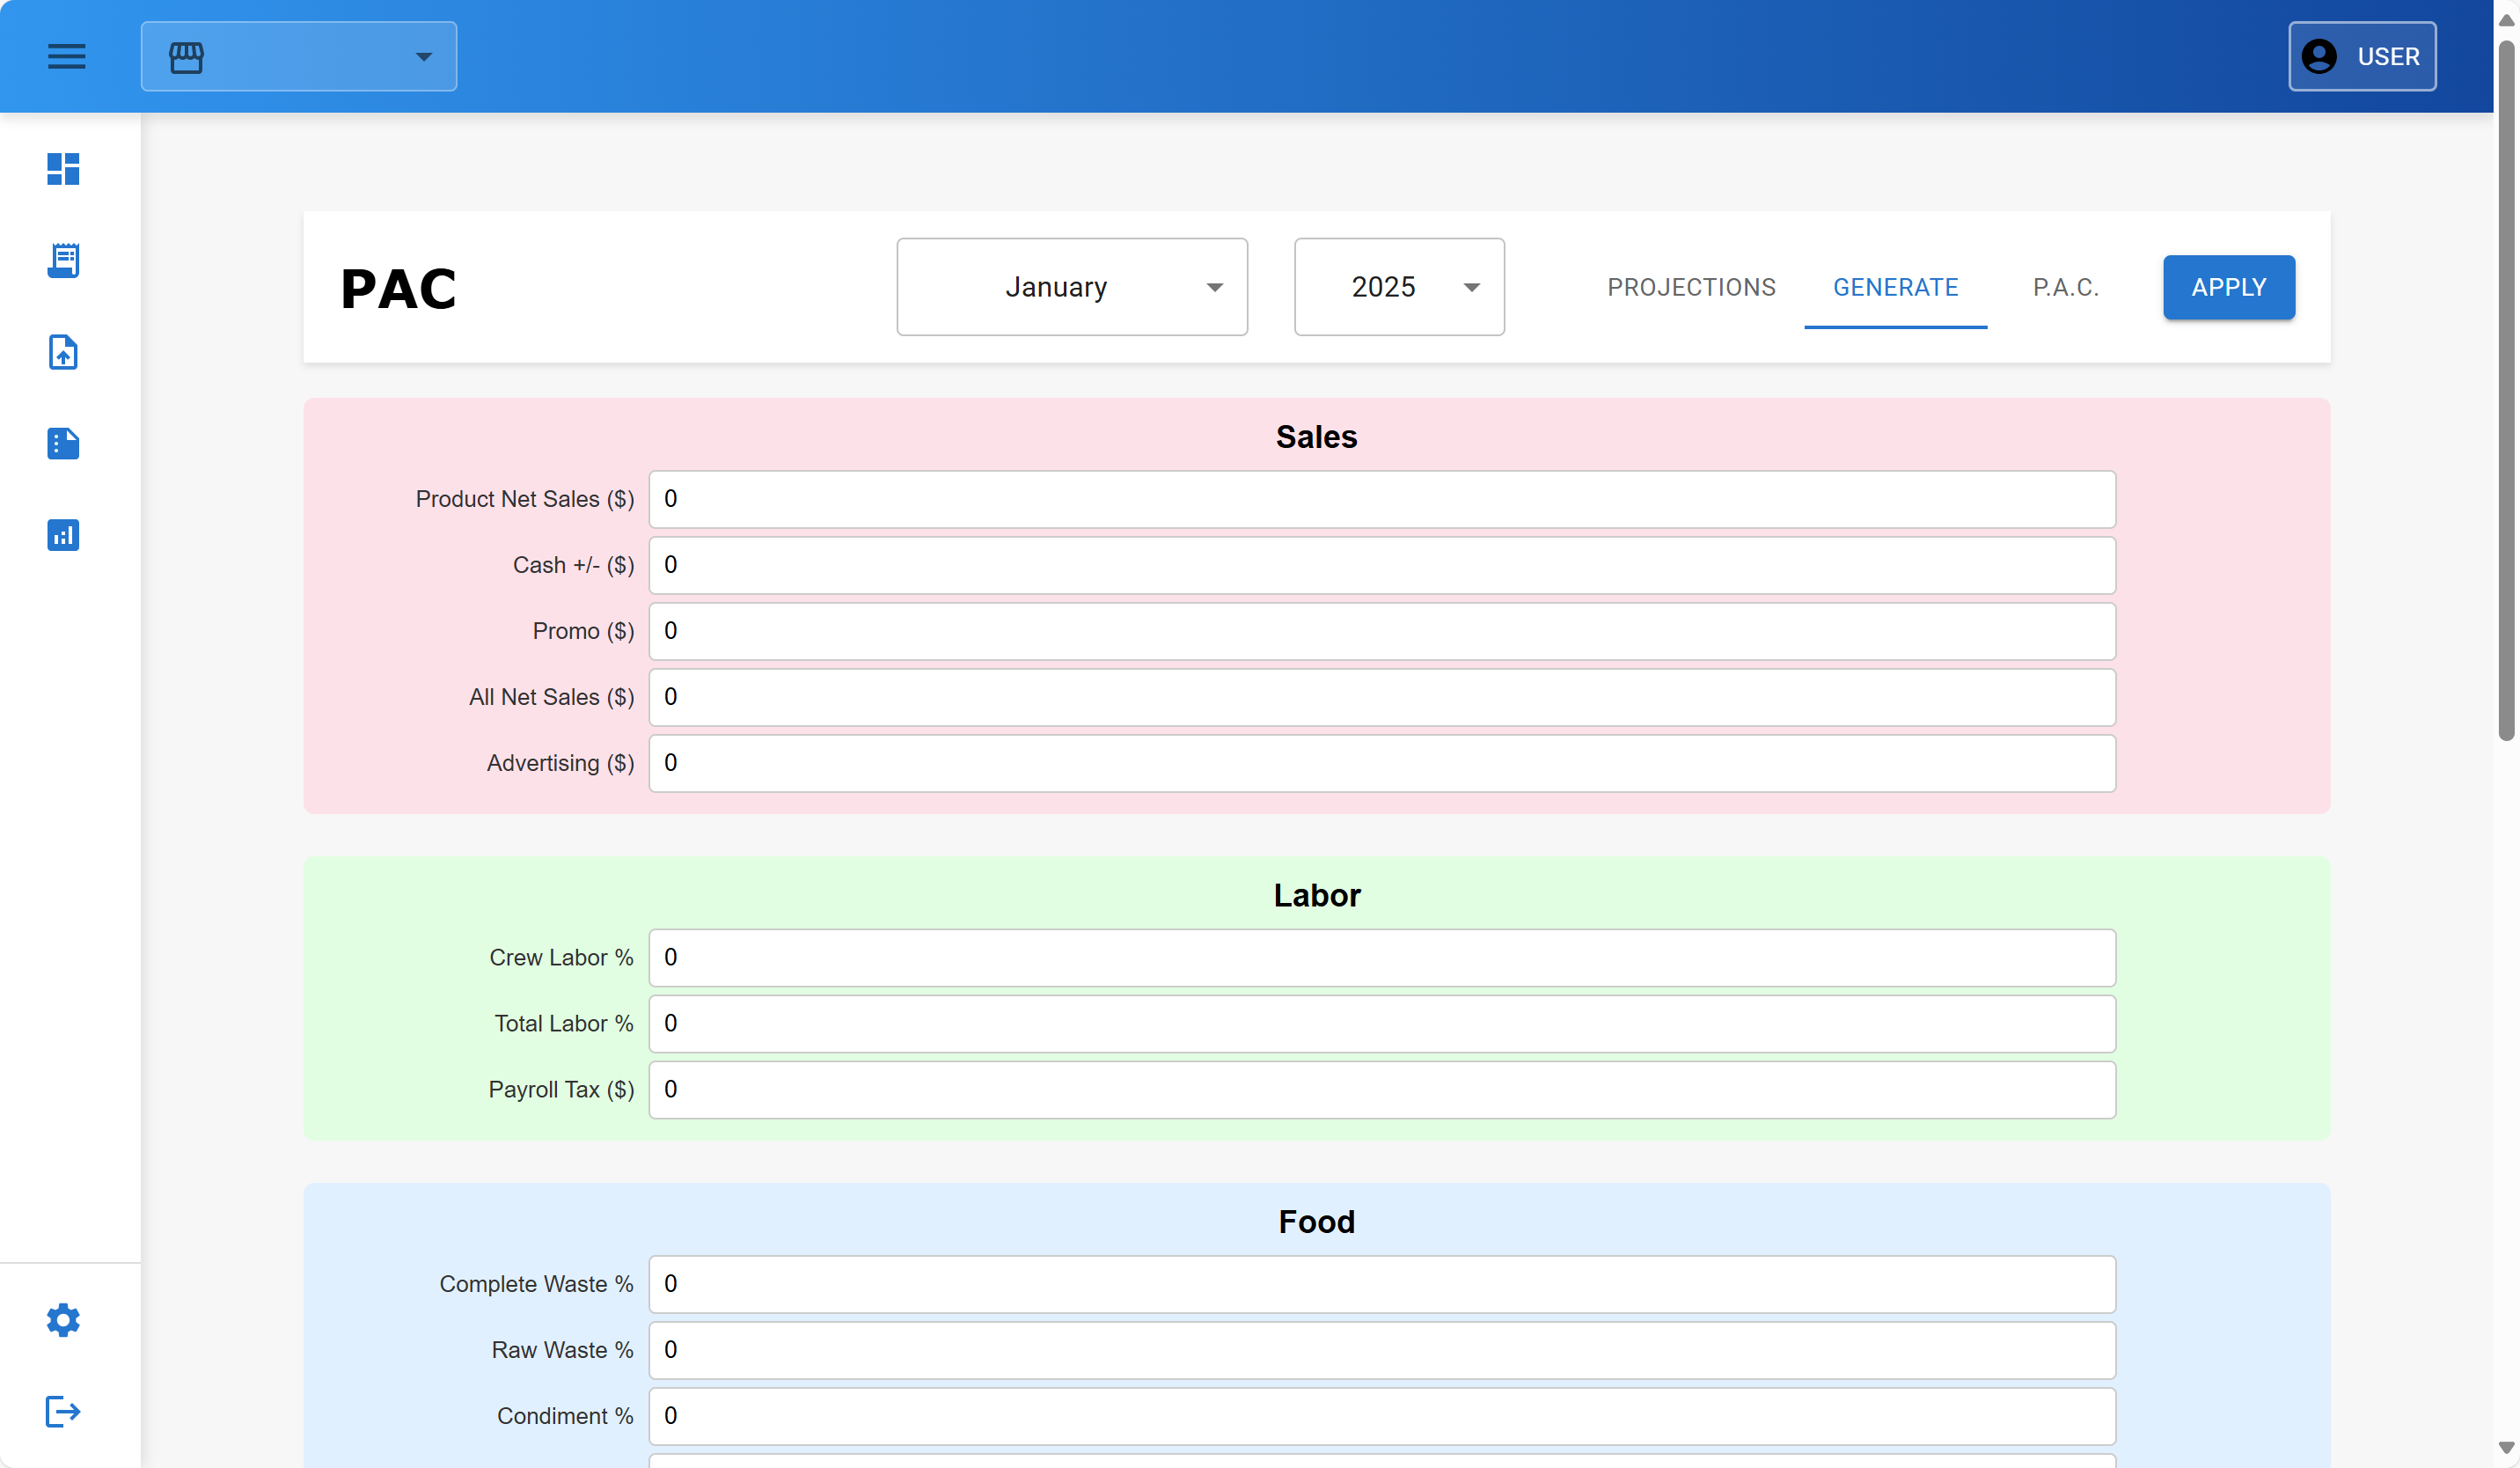 USER
PAC
January
2025
PROJECTIONS
GENERATE
P.A.C.
APPLY
Sales
Product Net Sales ($) 0
Cash +/- ($) 0
Promo ($) 0
All Net Sales ($) 0
Advertising ($) 0
Labor
Crew Labor % 0
Total Labor % 0
Payroll Tax ($) 0
Food
Complete Waste % 0
Raw Waste % 0
Condiment % 0